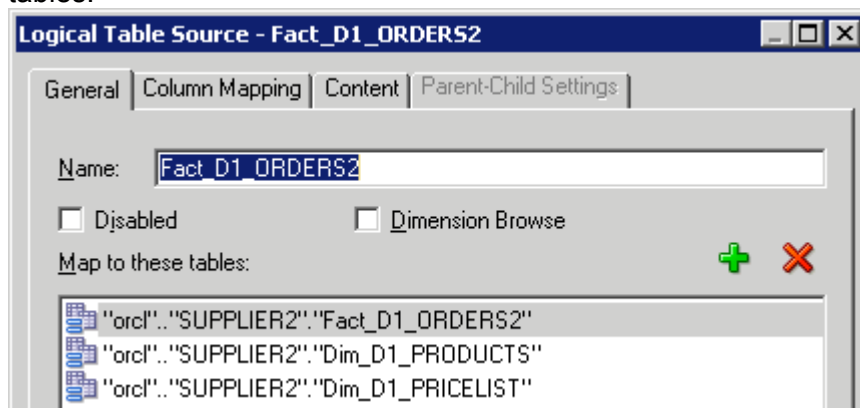 tables.
Logical Table Source - Fact_D1_ORDERS2
General Column Mapping Content Parent-Child Settings
Name: Fact_D1_ORDERS2
Disabled Dimension Browse
Map to these tables:
"orcl".."SUPPLIER2"."Fact_D1_ORDERS2"
"orcl".."SUPPLIER2"."Dim_D1_PRODUCTS"
"orcl".."SUPPLIER2"."Dim_D1_PRICELIST"